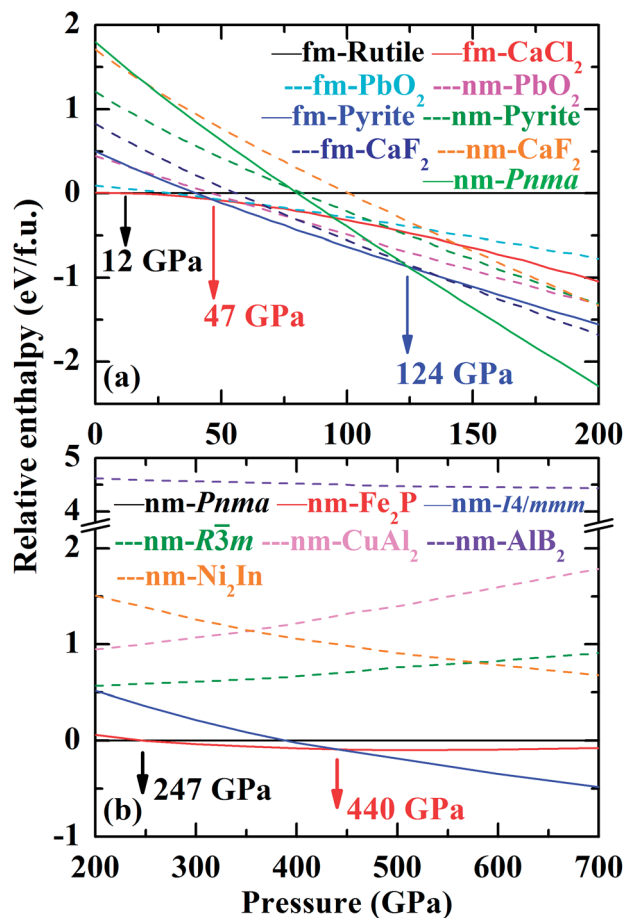 2
fm-Rutile fm-CaCl₂
fm-PbO₂ nm-PbO₂
fm-Pyrite nm-Pyrite
fm-CaF₂ nm-CaF₂
nm-Pnma
1
0
-1
-2
12 GPa
47 GPa
124 GPa
(a)
0 50 100 150 200
Relative enthalpy (eV/f.u.)
5
4
nm-Pnma nm-Fe₂P nm-I4/mmm
nm-R3̅m nm-CuAl₂ nm-AlB₂
nm-Ni₂In
2
1
0
-1
247 GPa
440 GPa
(b)
200 300 400 500 600 700
Pressure (GPa)